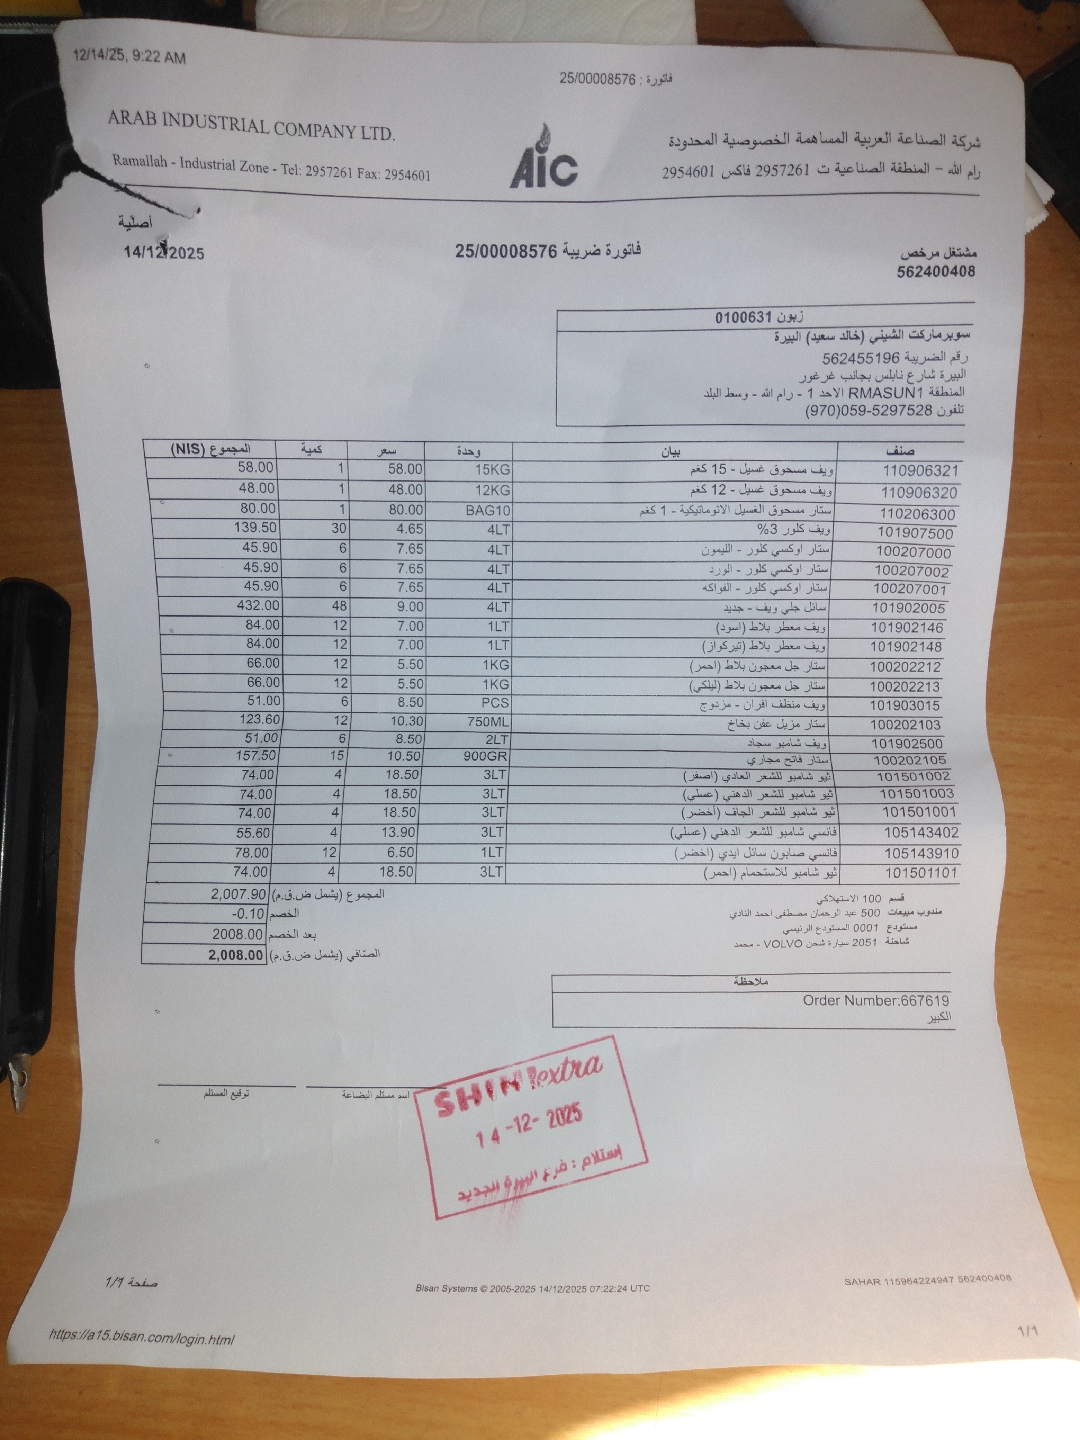 12/14/25, 9:22 AM
فاتورة : 25/00008576
ARAB INDUSTRIAL COMPANY LTD.
Ramallah - Industrial Zone - Tel: 2957261 Fax: 2954601
AIC
شركة الصناعة العربية المساهمة الخصوصية المحدودة
رام الله - المنطقة الصناعية ت 2957261 فاكس 2954601
أصلية
14/12/2025
فاتورة ضريبة 25/00008576
مشتغل مرخص
562400408
زبون 0100631
سوبرماركت الشيني (خالد سعيد) البيرة
رقم الضريبة 562455196
البيرة شارع نابلس بجانب غرغور
المنطقة RMASUN1 الاحد 1 - رام الله - وسط البلد
تلفون 059-5297528(970)
صنف بيان وحدة سعر كمية المجموع (NIS)
110906321 ويف مسحوق غسيل - 15 كغم 15KG 58.00 1 58.00
110906320 ويف مسحوق غسيل - 12 كغم 12KG 48.00 1 48.00
110206300 ستار مسحوق الغسيل الاتوماتيكية - 1 كغم BAG10 80.00 1 80.00
101907500 ويف كلور 3% 4LT 4.65 30 139.50
100207000 ستار اوكسي كلور - الليمون 4LT 7.65 6 45.90
100207002 ستار اوكسي كلور - الورد 4LT 7.65 6 45.90
100207001 ستار اوكسي كلور - الفواكه 4LT 7.65 6 45.90
101902005 سائل جلي ويف - جديد 4LT 9.00 48 432.00
101902146 ويف معطر بلاط (اسود) 1LT 7.00 12 84.00
101902148 ويف معطر بلاط (تيركواز) 1LT 7.00 12 84.00
100202212 ستار جل معجون بلاط (احمر) 1KG 5.50 12 66.00
100202213 ستار جل معجون بلاط (ليلكي) 1KG 5.50 12 66.00
101903015 ويف منظف افران - مزدوج PCS 8.50 6 51.00
100202103 ستار مزيل عفن بخاخ 750ML 10.30 12 123.60
101902500 ويف شامبو سجاد 2LT 8.50 6 51.00
100202105 ستار فاتح مجاري 900GR 10.50 15 157.50
101501002 ثيو شامبو للشعر العادي (اصفر) 3LT 18.50 4 74.00
101501003 ثيو شامبو للشعر الدهني (عسلي) 3LT 18.50 4 74.00
101501001 ثيو شامبو للشعر الجاف (اخضر) 3LT 18.50 4 74.00
105143402 فانسي شامبو للشعر الدهني (عسلي) 3LT 13.90 4 55.60
105143910 فانسي صابون سائل ايدي (اخضر) 1LT 6.50 12 78.00
101501101 ثيو شامبو للاستحمام (احمر) 3LT 18.50 4 74.00
المجموع (يشمل ض.ق.م) 2,007.90
الخصم -0.10
بعد الخصم 2008.00
الصتافي (يشمل ض.ق.م) 2,008.00
قسم 100 الاستهلاكي
مندوب مبيعات 500 عبد الرحمان مصطفى احمد النادي
مستودع 0001 المستودع الرئيسي
شاحنة 2051 سيارة شحن VOLVO - محمد
ملاحظة
Order Number:667619
الكبير
اسم مستلم البضاعة
توقيع المستلم
SHINI extra
14-12-2025
إستلام : فرع البيرة الجديد
صفحة 1/1
Bisan Systems © 2005-2025 14/12/2025 07:22:24 UTC
SAHAR 115964224947 562400408
https://a15.bisan.com/login.html
1/1